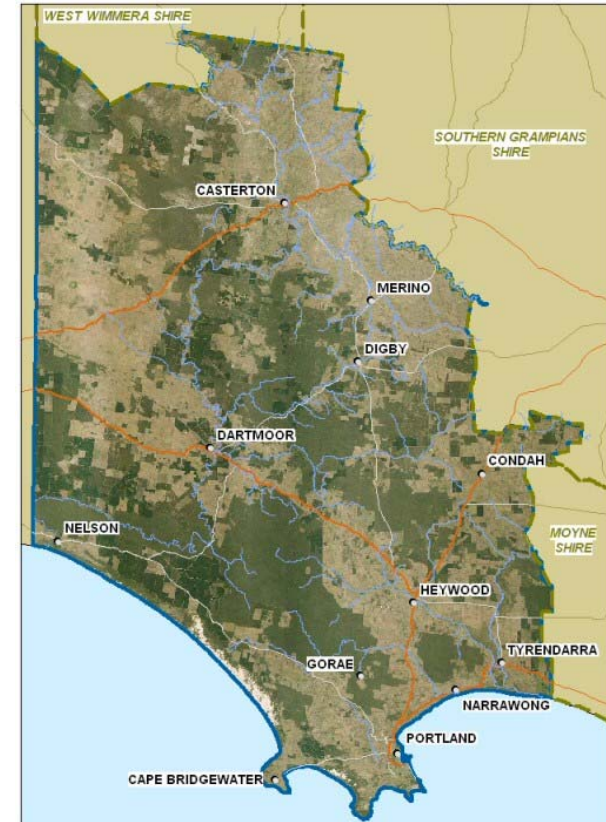 WEST WIMMERA SHIRE
SOUTHERN GRAMPIANS
SHIRE
CASTERTON
MERINO
DIGBY
DARTMOOR
CONDAH
NELSON
MOYNE
SHIRE
HEYWOOD
TYRENDARRA
GORAE
NARRAWONG
PORTLAND
CAPE BRIDGEWATER